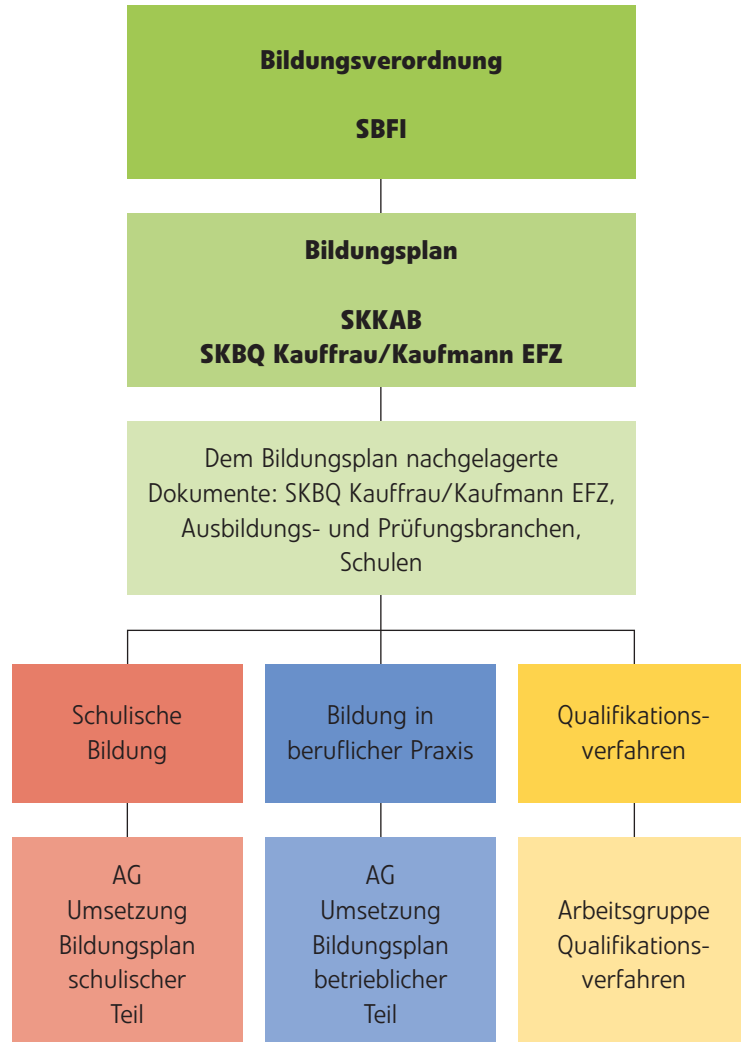 Bildungsverordnung
SBFI
Bildungsplan
SKKAB
SKBQ Kauffrau/Kaufmann EFZ
Dem Bildungsplan nachgelagerte
Dokumente: SKBQ Kauffrau/Kaufmann EFZ,
Ausbildungs- und Prüfungsbranchen,
Schulen
Schulische
Bildung
Bildung in
beruflicher Praxis
Qualifikations-
verfahren
AG
Umsetzung
Bildungsplan
schulischer
Teil
AG
Umsetzung
Bildungsplan
betrieblicher
Teil
Arbeitsgruppe
Qualifikations-
verfahren